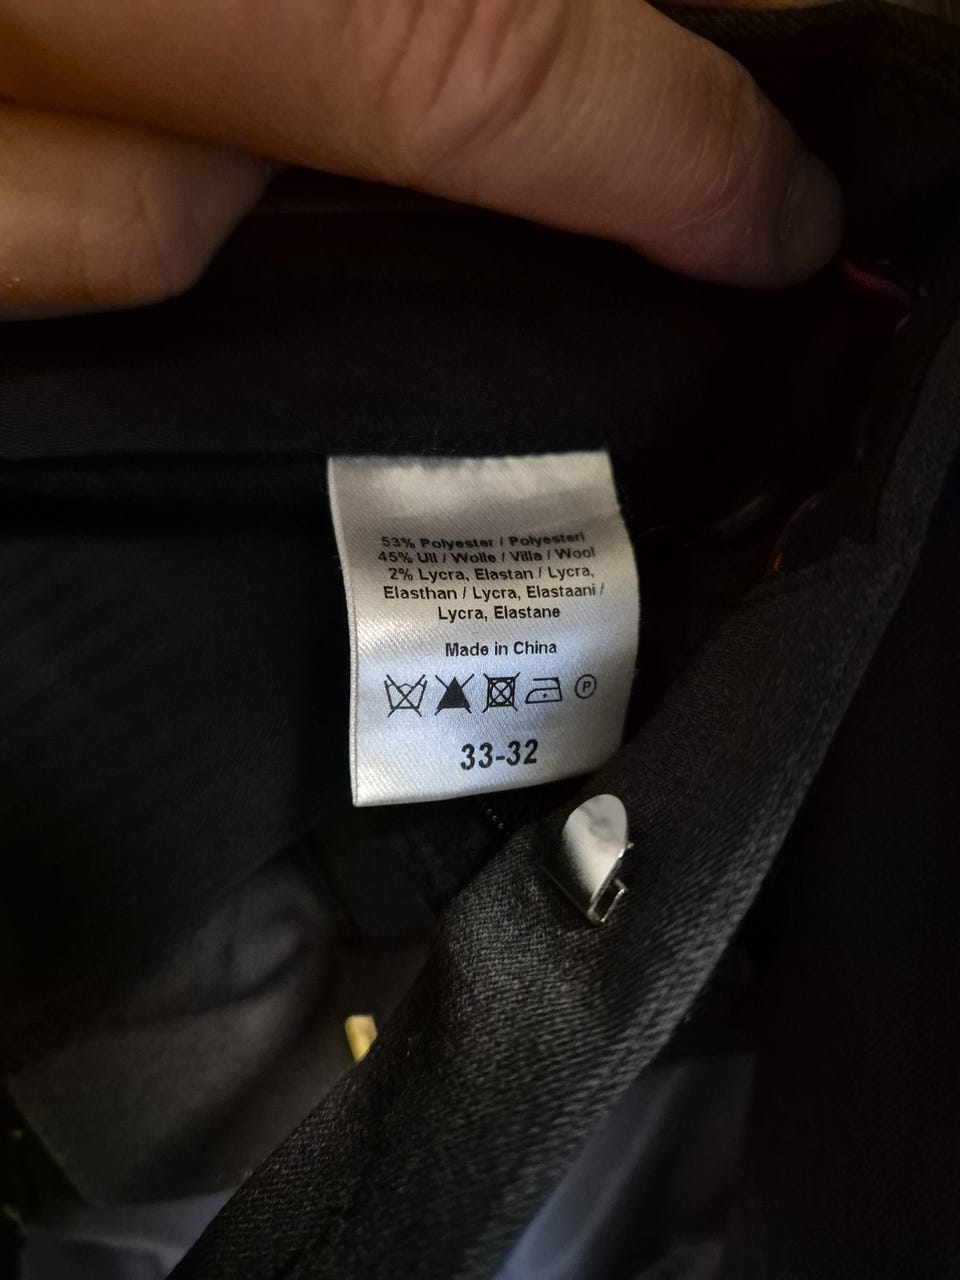 53% Polyester / Polyesteri
45% Ull / Wolle / Villa / Wool
2% Lycra, Elastan / Lycra,
Elasthan / Lycra, Elastaani /
Lycra, Elastane
Made in China
P
33-32